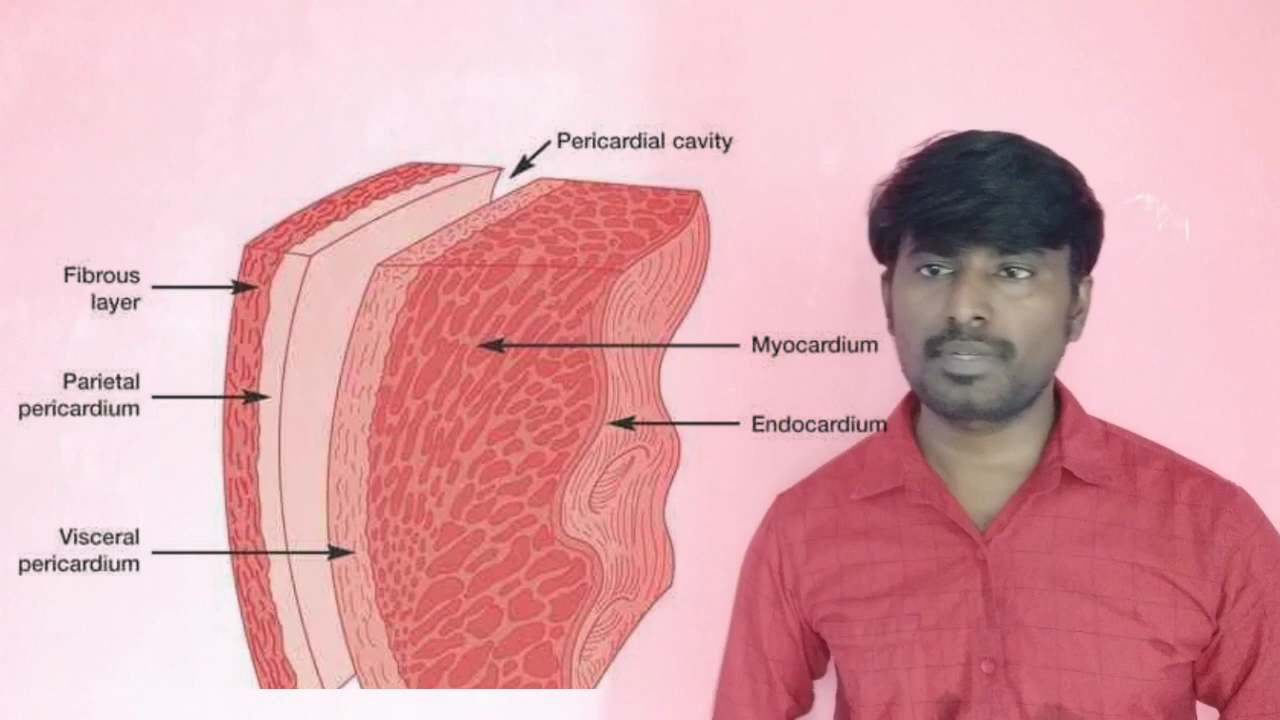 Pericardial cavity
Fibrous
layer
Myocardium
Parietal
pericardium
Endocardium
Visceral
pericardium